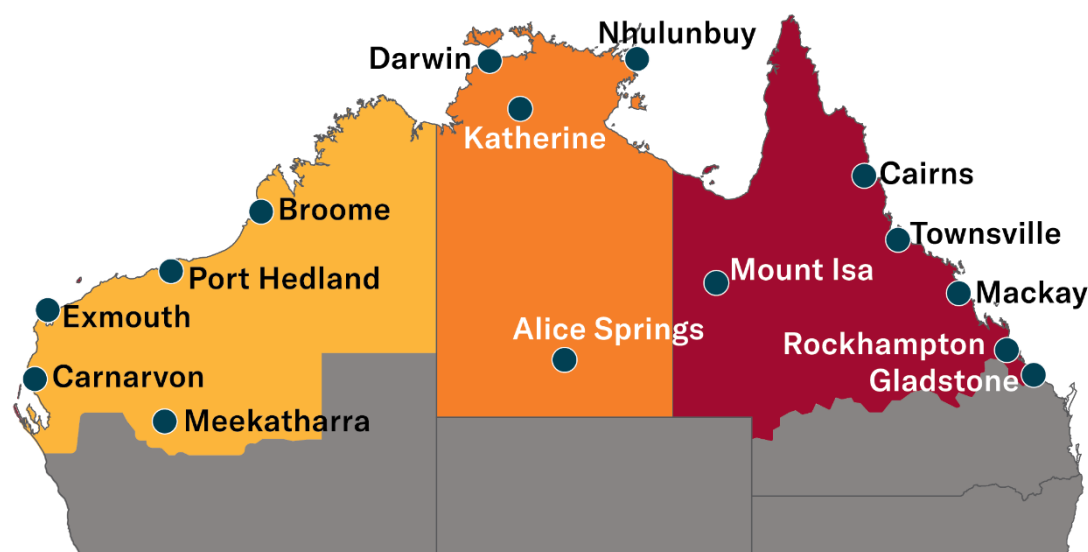 Nhulunbuy
Darwin
Katherine
Cairns
Broome
Townsville
Mount Isa
Port Hedland
Mackay
Exmouth
Alice Springs
Rockhampton
Carnarvon
Gladstone
Meekatharra